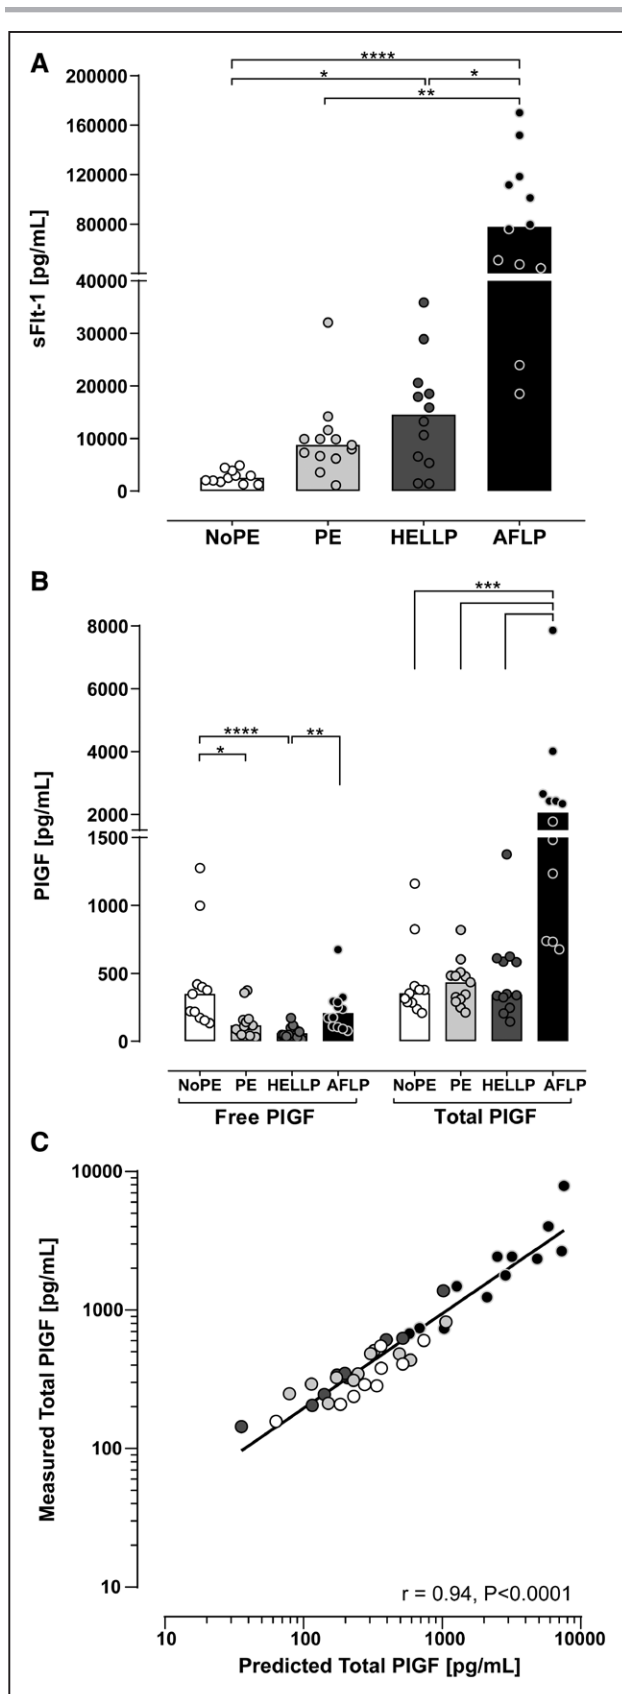 A
****
* *
**
200000
160000
120000
80000
40000
30000
20000
10000
0
sFlt-1 [pg/mL]
NoPE PE HELLP AFLP
B
***
8000
6000
4000
2000
1500
1000
500
0
PlGF [pg/mL]
**** **
*
NoPE PE HELLP AFLP NoPE PE HELLP AFLP
Free PlGF Total PlGF
C
10000
1000
100
10
Measured Total PlGF [pg/mL]
r = 0.94, P<0.0001
10 100 1000 10000
Predicted Total PlGF [pg/mL]